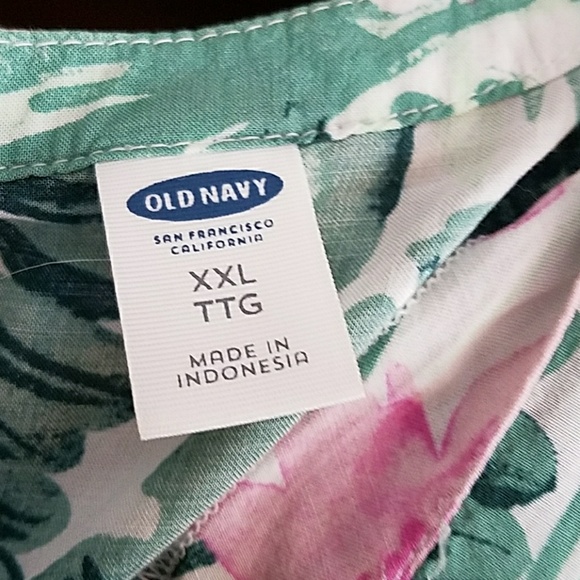 OLD NAVY
SAN FRANCISCO
CALIFORNIA
XXL
TTG
MADE IN
INDONESIA